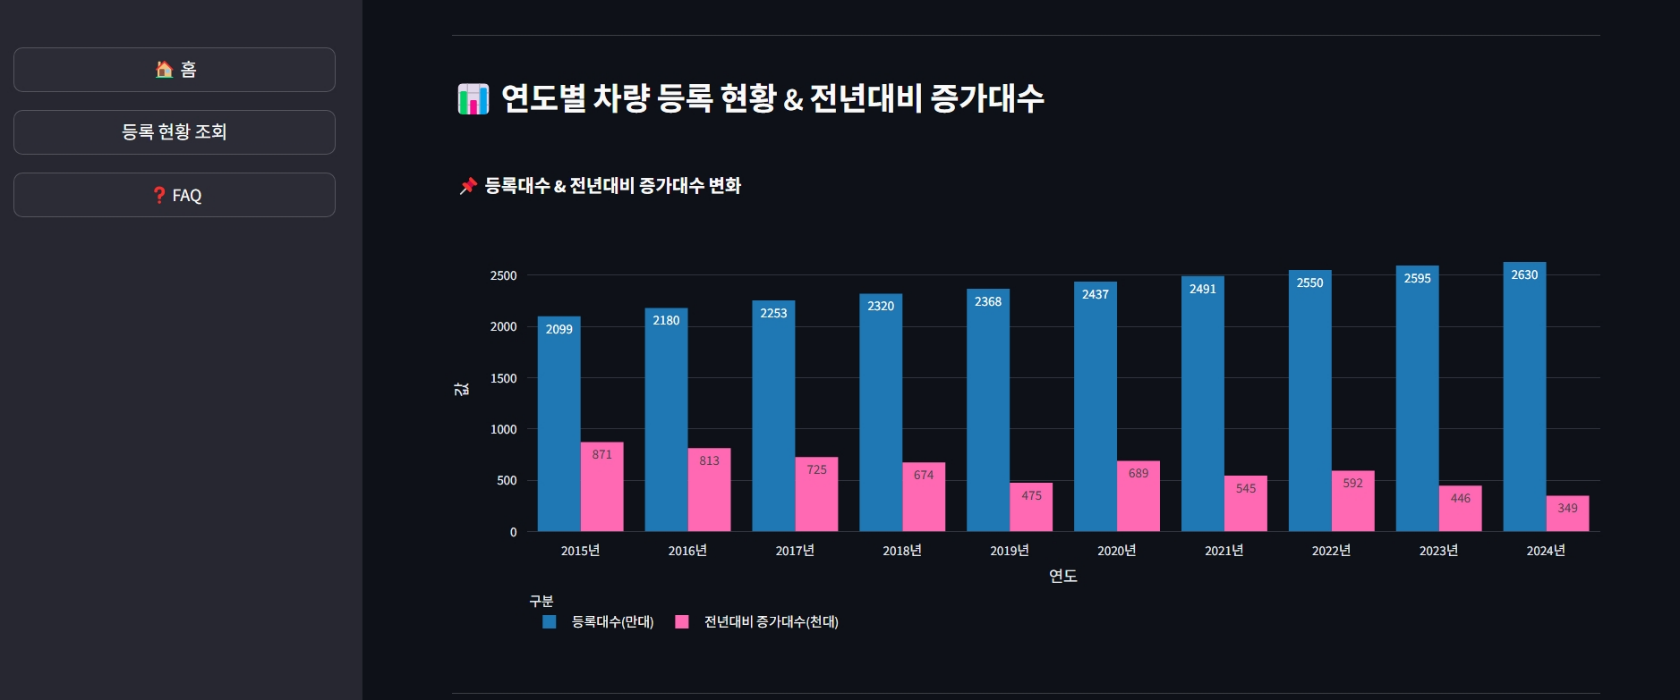 🏠 홈
등록 현황 조회
❓ FAQ
📊 연도별 차량 등록 현황 & 전년대비 증가대수
📌 등록대수 & 전년대비 증가대수 변화
2500
2000
1500
1000
500
0
값
2099
2180
2253
2320
2368
2437
2491
2550
2595
2630
871
813
725
674
475
689
545
592
446
349
2015년
2016년
2017년
2018년
2019년
2020년
2021년
2022년
2023년
2024년
연도
구분
등록대수(만대)
전년대비 증가대수(천대)